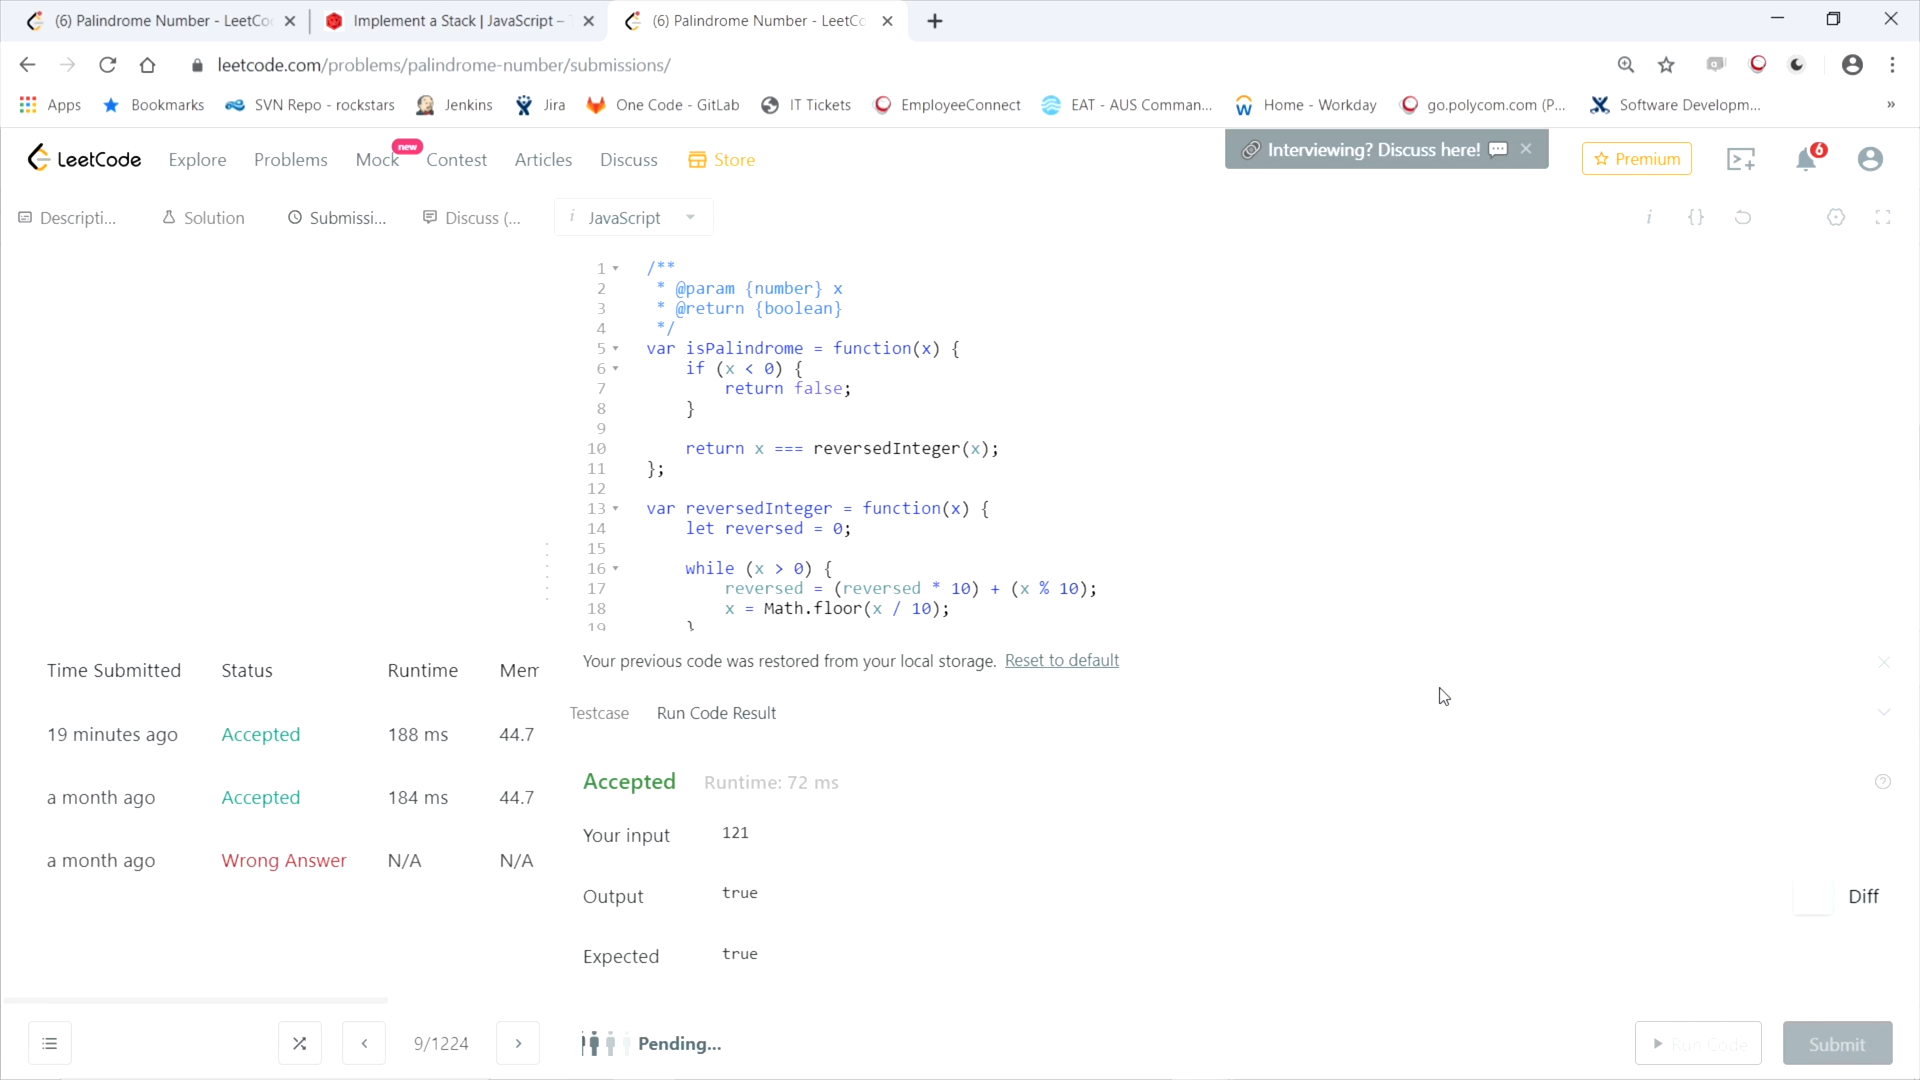 (6) Palindrome Number - LeetCo
Implement a Stack | JavaScript –
(6) Palindrome Number - LeetCo
leetcode.com/problems/palindrome-number/submissions/
Apps
Bookmarks
SVN Repo - rockstars
Jenkins
Jira
One Code - GitLab
IT Tickets
EmployeeConnect
EAT - AUS Comman...
Home - Workday
go.polycom.com (P...
Software Developm...
»
LeetCode
Explore
Problems
Mock
new
Contest
Articles
Discuss
Store
Interviewing? Discuss here!
Premium
6
Descripti...
Solution
Submissi...
Discuss (...
i JavaScript
1 /**
2 * @param {number} x
3 * @return {boolean}
4 */
5 var isPalindrome = function(x) {
6 if (x < 0) {
7 return false;
8 }
9
10 return x === reversedInteger(x);
11 };
12
13 var reversedInteger = function(x) {
14 let reversed = 0;
15
16 while (x > 0) {
17 reversed = (reversed * 10) + (x % 10);
18 x = Math.floor(x / 10);
19 }
Your previous code was restored from your local storage. Reset to default
Time Submitted Status Runtime Mem
19 minutes ago Accepted 188 ms 44.7
a month ago Accepted 184 ms 44.7
a month ago Wrong Answer N/A N/A
Testcase
Run Code Result
Accepted Runtime: 72 ms
Your input 121
Output true
Diff
Expected true
9/1224
Pending...
Run Code
Submit